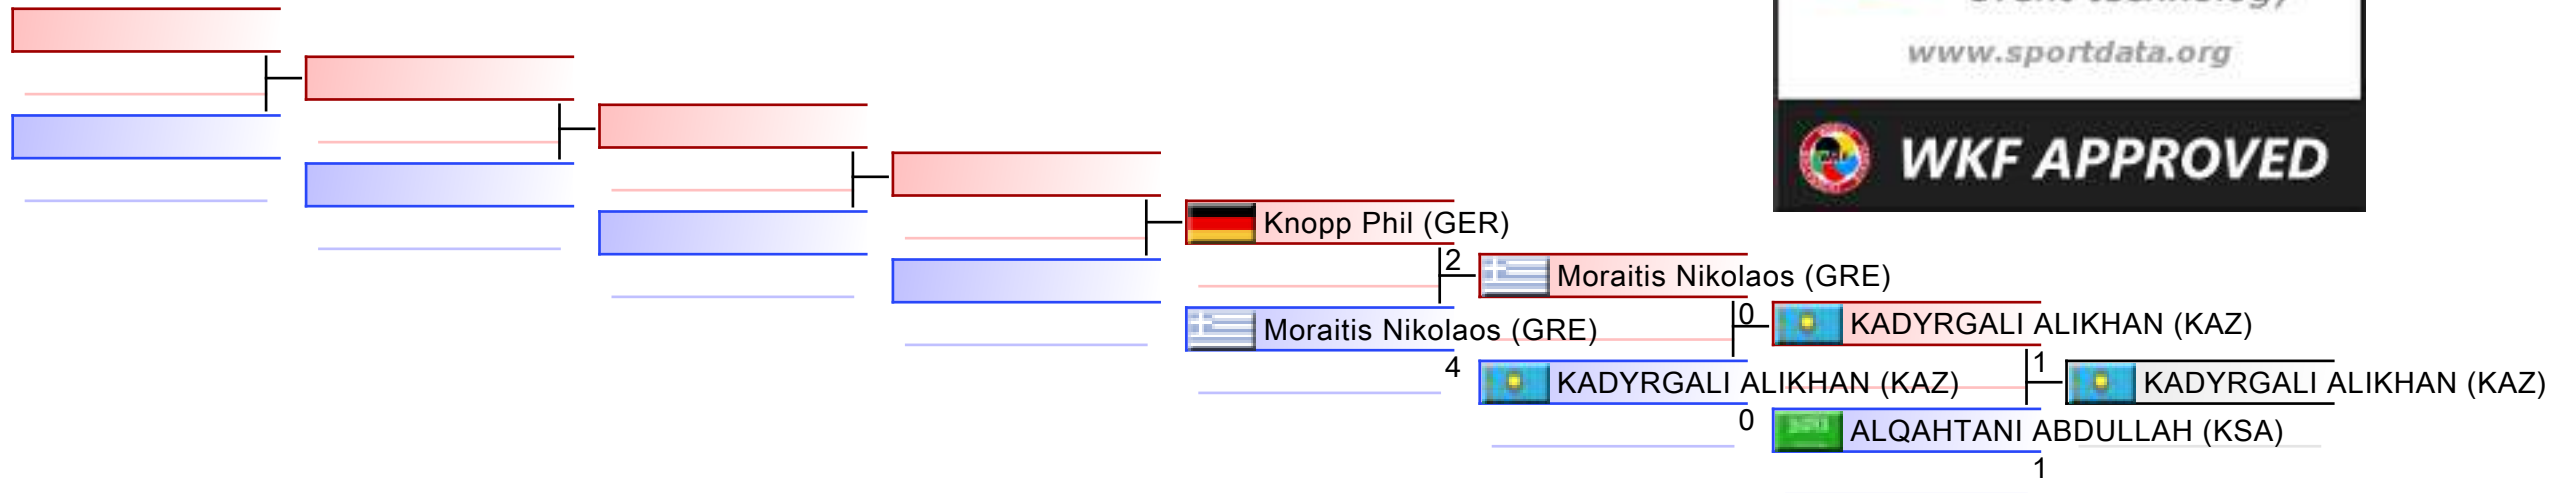 www.sportdata.org
WKF APPROVED
Knopp Phil (GER)
2
Moraitis Nikolaos (GRE)
Moraitis Nikolaos (GRE)
4
0
KADYRGALI ALIKHAN (KAZ)
KADYRGALI ALIKHAN (KAZ)
0
1
KADYRGALI ALIKHAN (KAZ)
ALQAHTANI ABDULLAH (KSA)
1